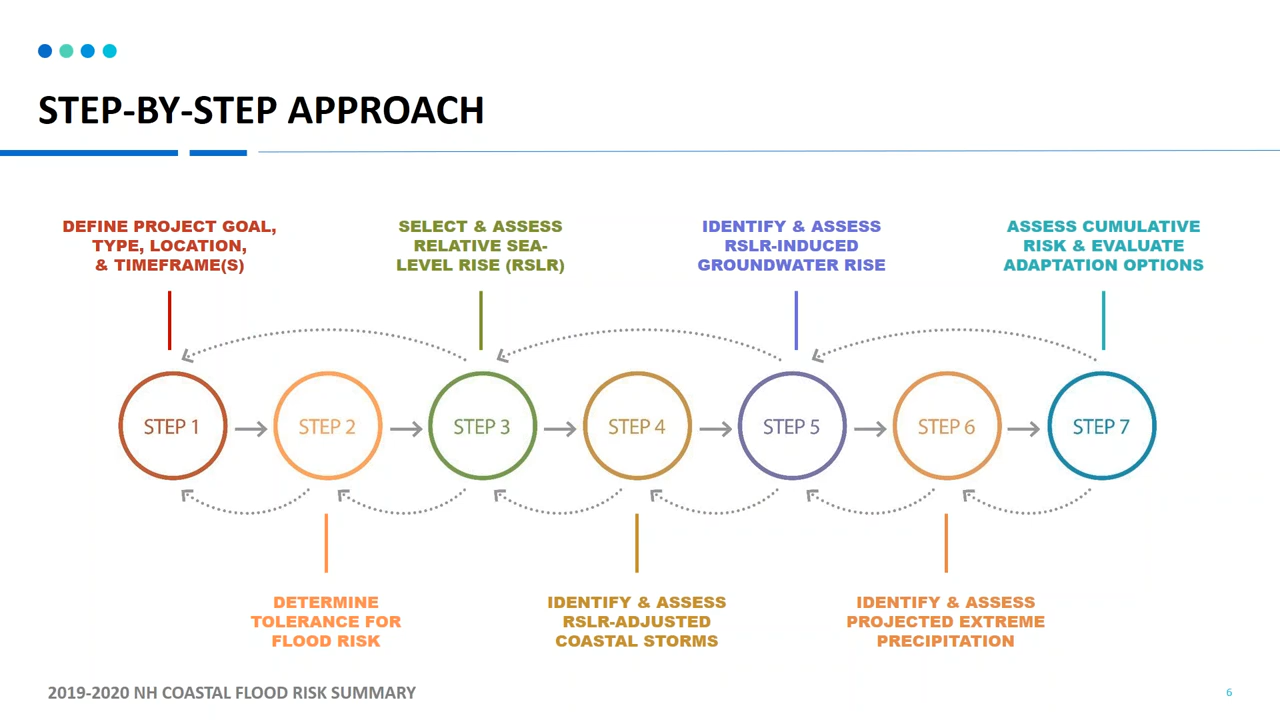 STEP-BY-STEP APPROACH
DEFINE PROJECT GOAL,
TYPE, LOCATION,
& TIMEFRAME(S)
SELECT & ASSESS
RELATIVE SEA-
LEVEL RISE (RSLR)
IDENTIFY & ASSESS
RSLR-INDUCED
GROUNDWATER RISE
ASSESS CUMULATIVE
RISK & EVALUATE
ADAPTATION OPTIONS
STEP 1
STEP 2
STEP 3
STEP 4
STEP 5
STEP 6
STEP 7
DETERMINE
TOLERANCE FOR
FLOOD RISK
IDENTIFY & ASSESS
RSLR-ADJUSTED
COASTAL STORMS
IDENTIFY & ASSESS
PROJECTED EXTREME
PRECIPITATION
2019-2020 NH COASTAL FLOOD RISK SUMMARY
6